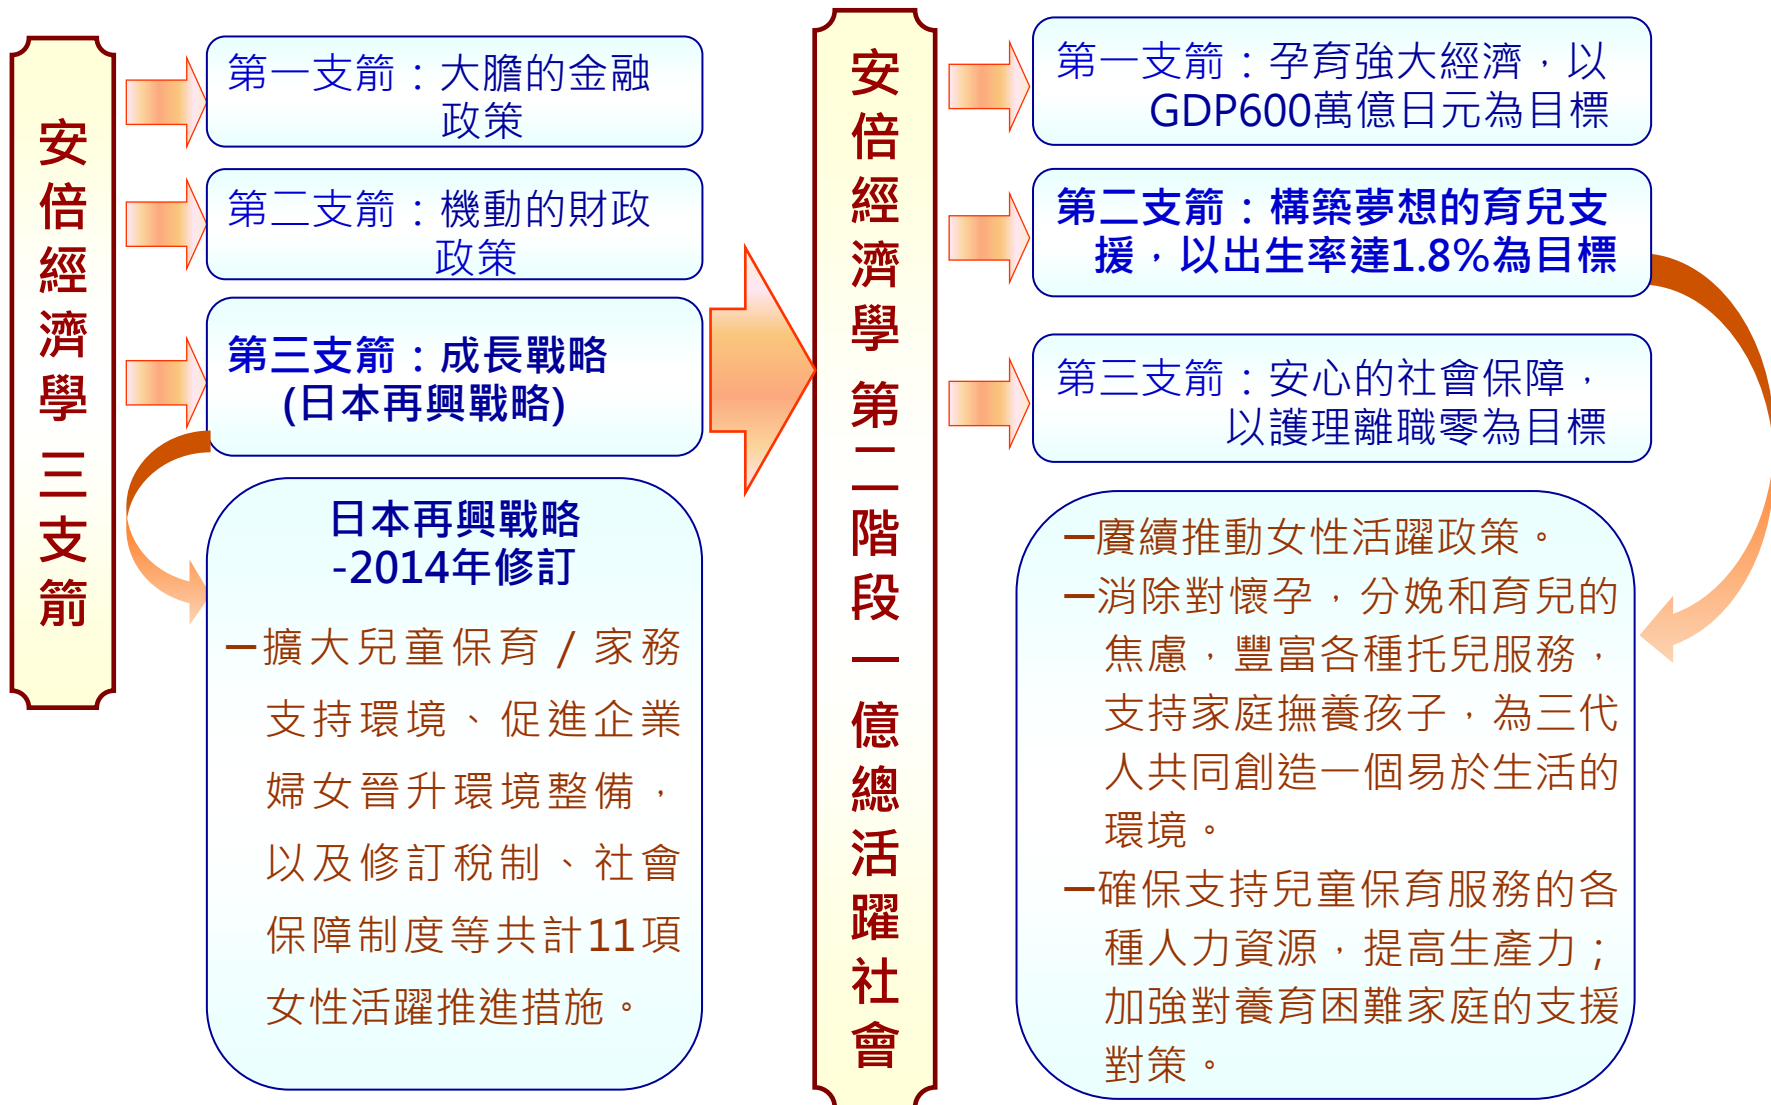 安倍經濟學 三支箭
第一支箭：大膽的金融
政策
第二支箭：機動的財政
政策
第三支箭：成長戰略
(日本再興戰略)
日本再興戰略
-2014年修訂
─擴大兒童保育/家務
支持環境、促進企業
婦女晉升環境整備，
以及修訂稅制、社會
保障制度等共計11項
女性活躍推進措施。
安倍經濟學 第二階段 一億總活躍社會
第一支箭：孕育強大經濟，以
GDP600萬億日元為目標
第二支箭：構築夢想的育兒支
援，以出生率達1.8%為目標
第三支箭：安心的社會保障，
以護理離職零為目標
─賡續推動女性活躍政策。
─消除對懷孕，分娩和育兒的
焦慮，豐富各種托兒服務，
支持家庭撫養孩子，為三代
人共同創造一個易於生活的
環境。
─確保支持兒童保育服務的各
種人力資源，提高生產力；
加強對養育困難家庭的支援
對策。